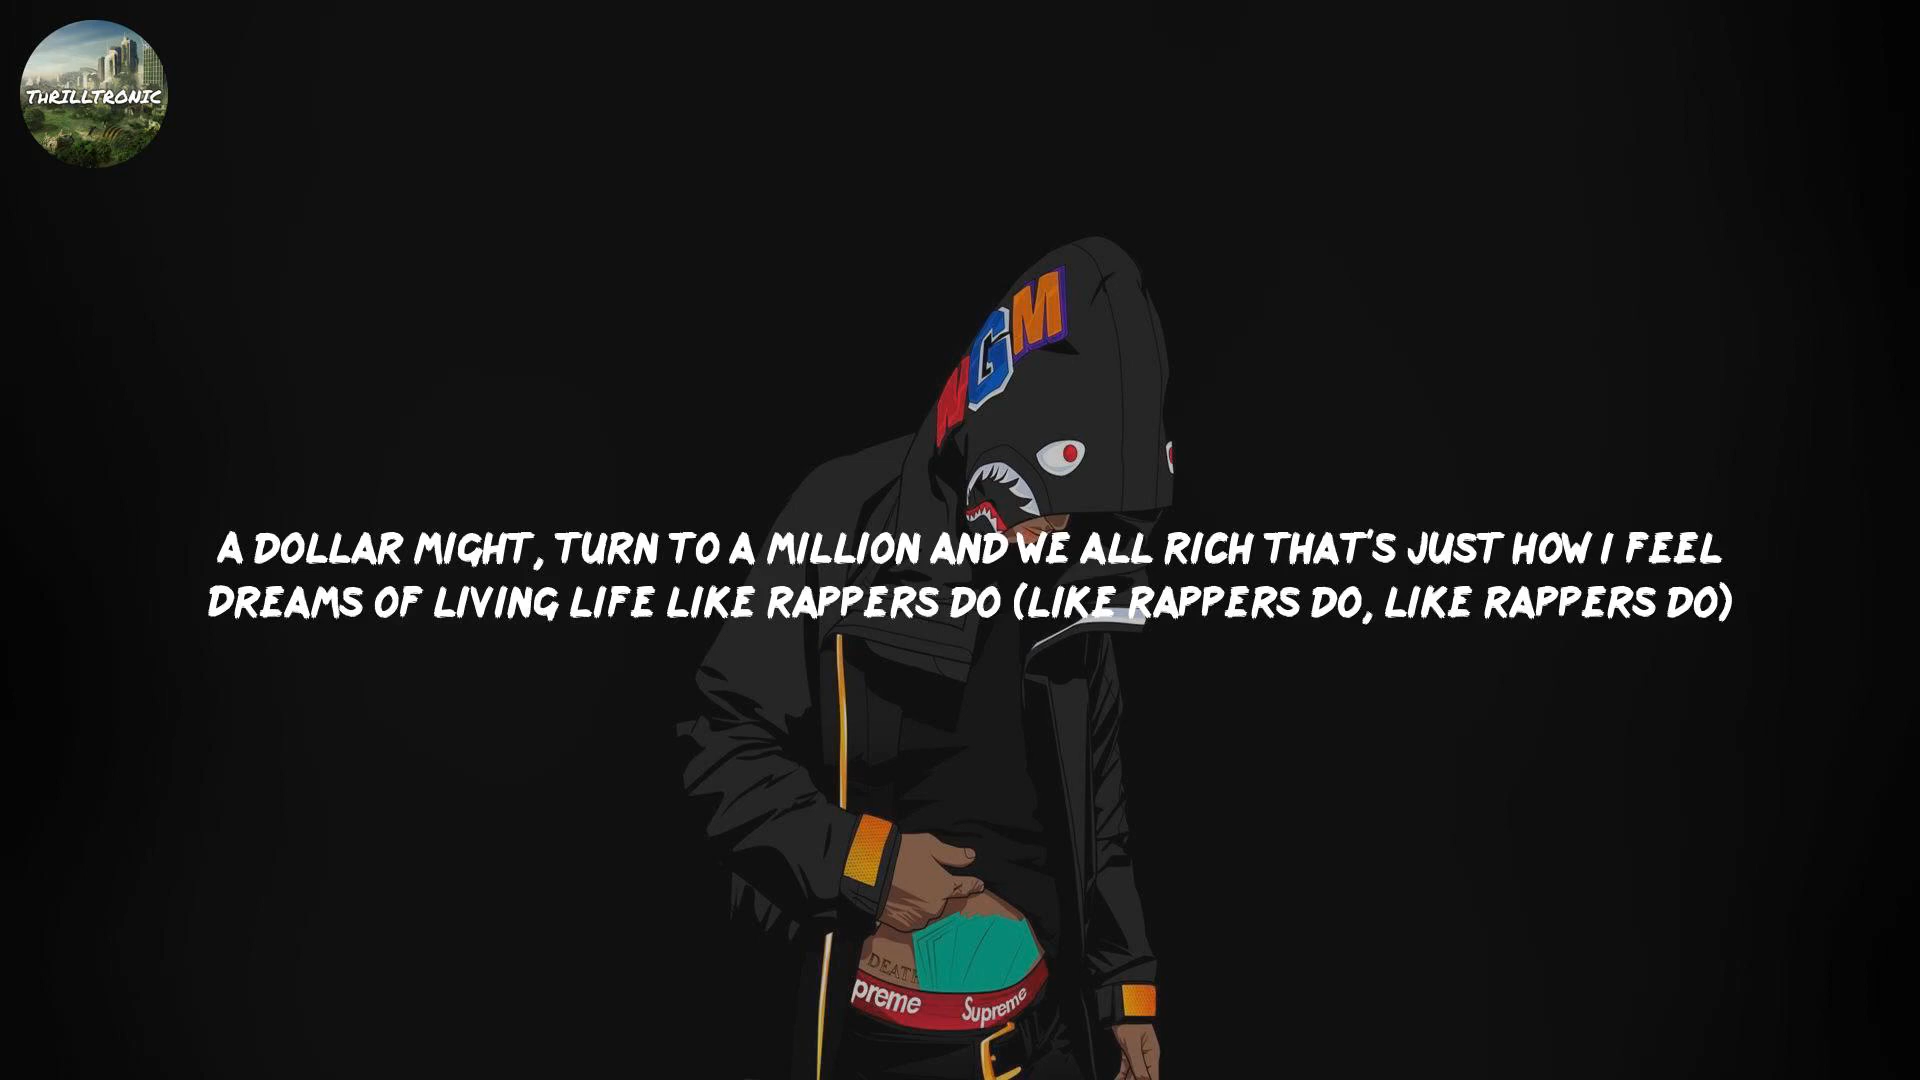 THRILLTRONIC
NGM
A DOLLAR MIGHT, TURN TO A MILLION AND WE ALL RICH THAT'S JUST HOW I FEEL
DREAMS OF LIVING LIFE LIKE RAPPERS DO (LIKE RAPPERS DO, LIKE RAPPERS DO)
DEATH
preme Supreme